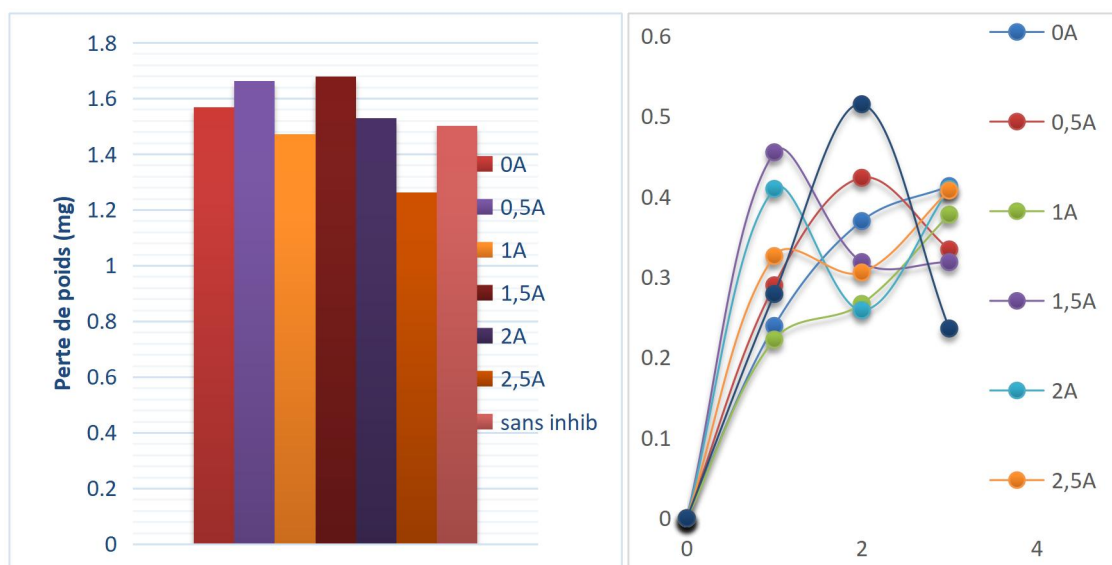 Perte de poids (mg)
1.8
1.6
1.4
1.2
1
0.8
0.6
0.4
0.2
0
0A
0,5A
1A
1,5A
2A
2,5A
sans inhib
0.6
0.5
0.4
0.3
0.2
0.1
0
0 2 4
0A
0,5A
1A
1,5A
2A
2,5A